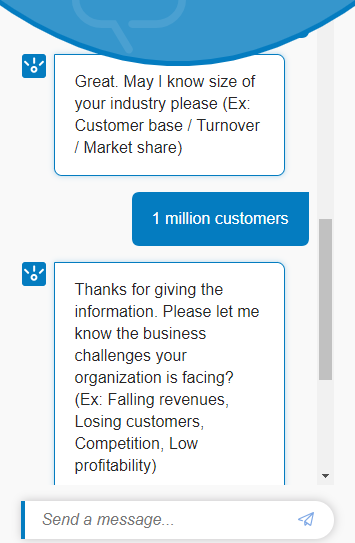 Great. May I know size of
your industry please (Ex:
Customer base / Turnover
/ Market share)
1 million customers
Thanks for giving the
information. Please let me
know the business
challenges your
organization is facing?
(Ex: Falling revenues,
Losing customers,
Competition, Low
profitability)
Send a message...